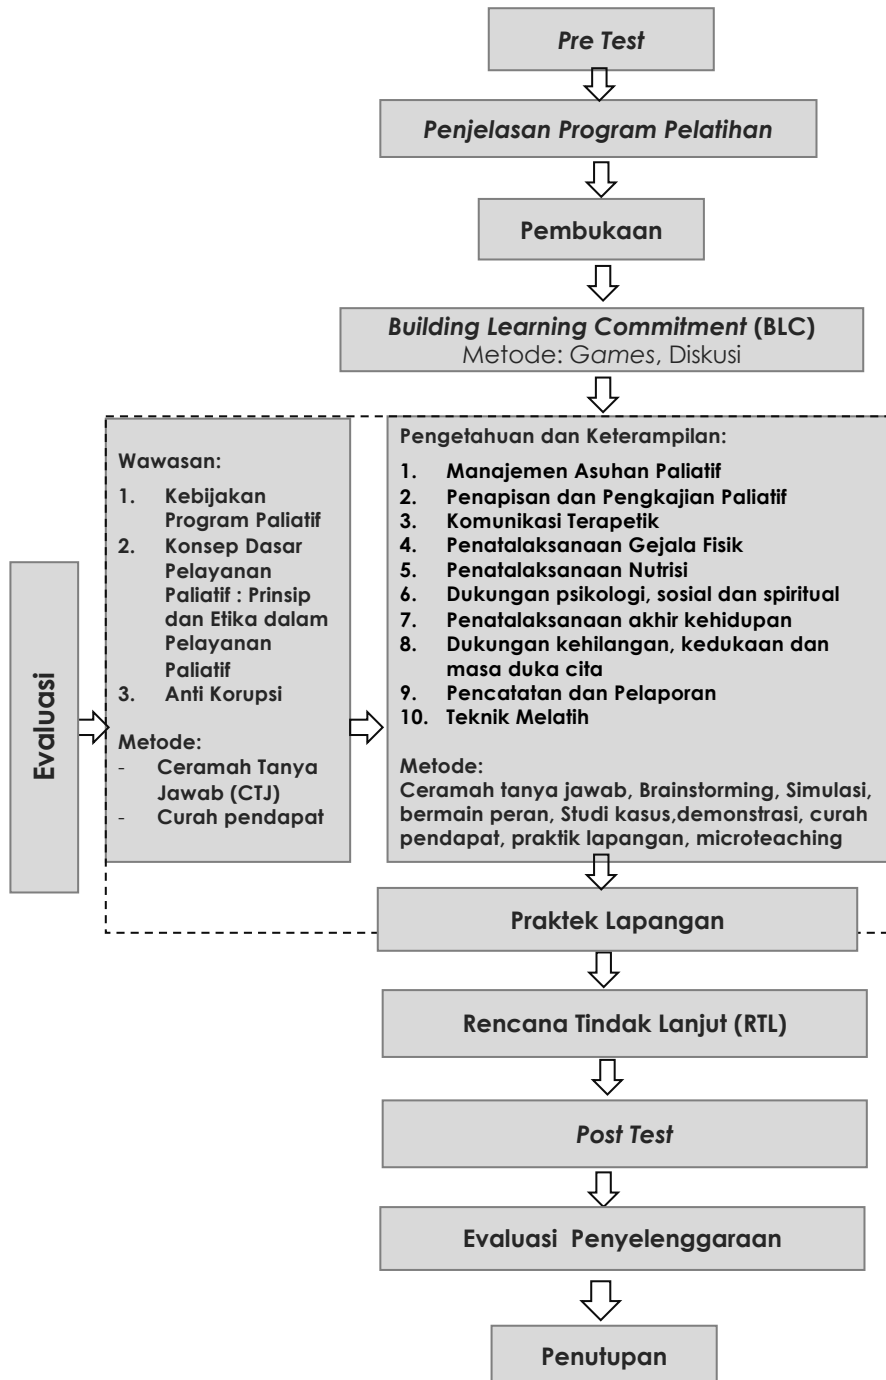 Pre Test
Penjelasan Program Pelatihan
Pembukaan
Building Learning Commitment (BLC)
Metode: Games, Diskusi
Evaluasi
Wawasan:
1. Kebijakan
Program Paliatif
2. Konsep Dasar
Pelayanan
Paliatif : Prinsip
dan Etika dalam
Pelayanan
Paliatif
3. Anti Korupsi
Metode:
- Ceramah Tanya
Jawab (CTJ)
- Curah pendapat
Pengetahuan dan Keterampilan:
1. Manajemen Asuhan Paliatif
2. Penapisan dan Pengkajian Paliatif
3. Komunikasi Terapetik
4. Penatalaksanaan Gejala Fisik
5. Penatalaksanaan Nutrisi
6. Dukungan psikologi, sosial dan spiritual
7. Penatalaksanaan akhir kehidupan
8. Dukungan kehilangan, kedukaan dan
masa duka cita
9. Pencatatan dan Pelaporan
10. Teknik Melatih
Metode:
Ceramah tanya jawab, Brainstorming, Simulasi,
bermain peran, Studi kasus,demonstrasi, curah
pendapat, praktik lapangan, microteaching
Praktek Lapangan
Rencana Tindak Lanjut (RTL)
Post Test
Evaluasi Penyelenggaraan
Penutupan